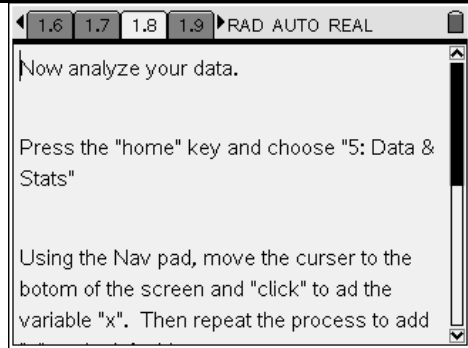 1.6 1.7 1.8 1.9 RAD AUTO REAL
Now analyze your data.
Press the "home" key and choose "5: Data &
Stats"
Using the Nav pad, move the curser to the
botom of the screen and "click" to ad the
variable "x". Then repeat the process to add